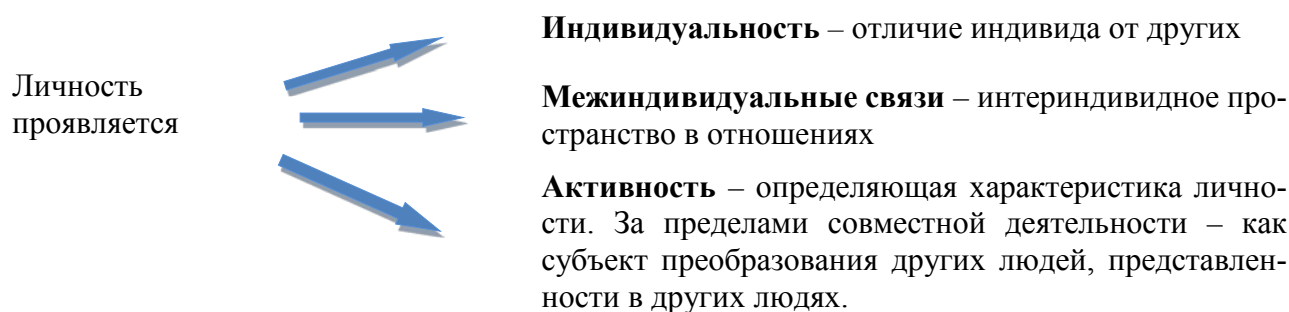 Личность
проявляется
Индивидуальность – отличие индивида от других
Межиндивидуальные связи – интериндивидное про-
странство в отношениях
Активность – определяющая характеристика лично-
сти. За пределами совместной деятельности – как
субъект преобразования других людей, представлен-
ности в других людях.